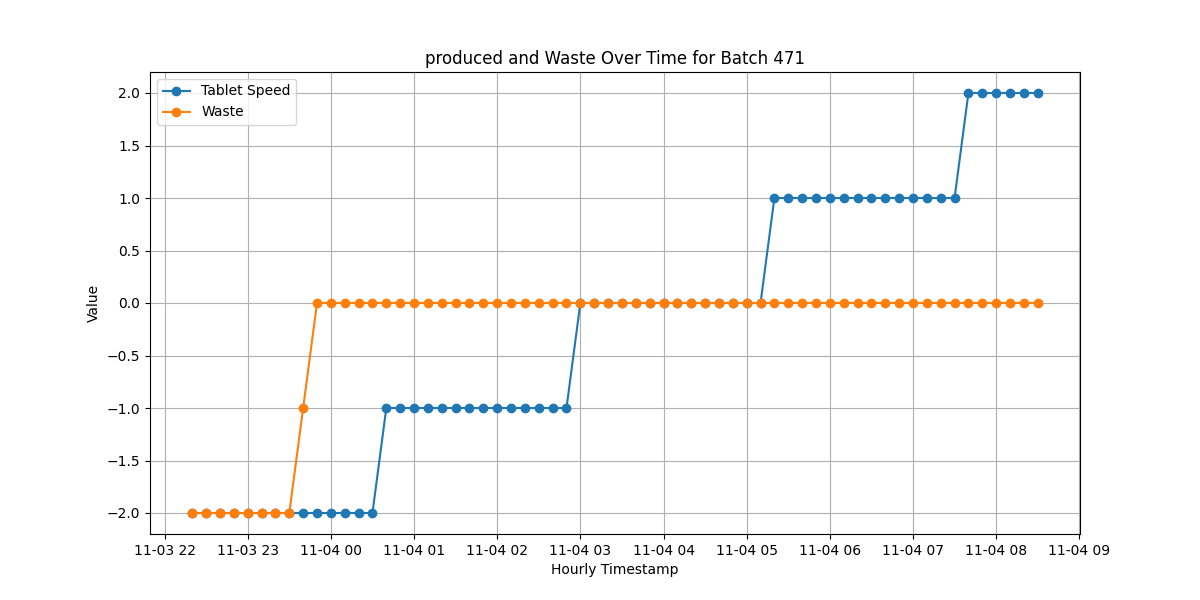 produced and Waste Over Time for Batch 471
Tablet Speed
Waste
2.0
1.5
1.0
0.5
0.0
−0.5
−1.0
−1.5
−2.0
Value
11-03 22 11-03 23 11-04 00 11-04 01 11-04 02 11-04 03 11-04 04 11-04 05 11-04 06 11-04 07 11-04 08 11-04 09
Hourly Timestamp